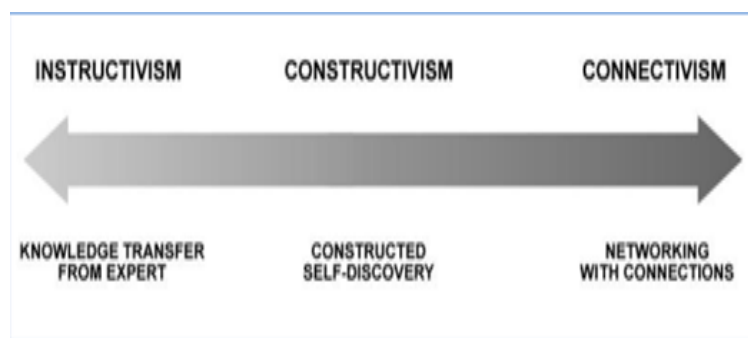 INSTRUCTIVISM CONSTRUCTIVISM CONNECTIVISM
KNOWLEDGE TRANSFER
FROM EXPERT
CONSTRUCTED
SELF-DISCOVERY
NETWORKING
WITH CONNECTIONS